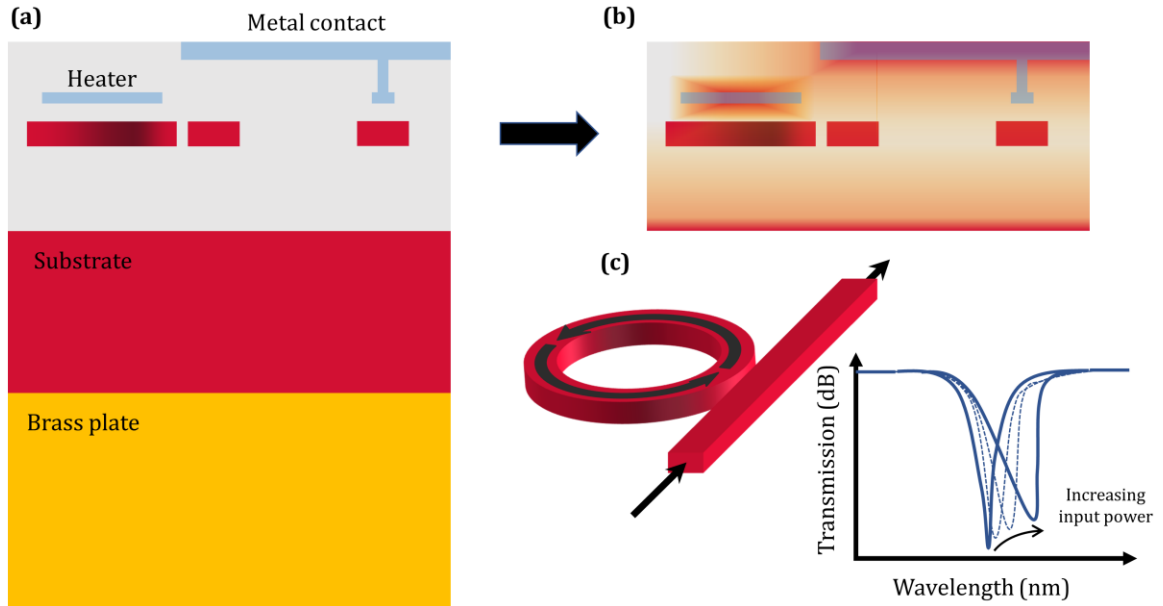 (a)
Metal contact
Heater
Substrate
Brass plate
(b)
(c)
Transmission (dB)
Increasing
input power
Wavelength (nm)